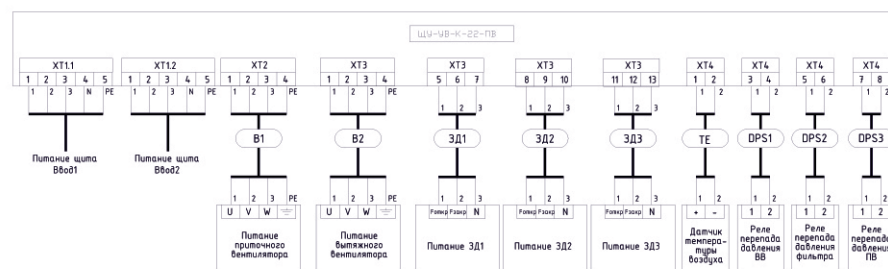 ЩУ-УВ-К-22-ПВ
XT1.1 XT1.2 XT2 XT3 XT3 XT3 XT3 XT4 XT4 XT4 XT4
1 2 3 4 5 1 2 3 4 5 1 2 3 4 1 2 3 4 5 6 7 8 9 10 11 12 13 1 2 3 4 5 6 7 8
1 2 3 N PE 1 2 3 N PE 1 2 3 PE 1 2 3 PE 1 2 3 1 2 3 1 2 3 1 2 1 2 1 2 1 2
В1 В2 ЗД1 ЗД2 ЗД3 TE DPS1 DPS2 DPS3
Питание щита
Ввод1
Питание щита
Ввод2
1 2 3 PE 1 2 3 PE 1 2 3 1 2 3 1 2 3 1 2 1 2 1 2 1 2
U V W U V W Fоткр Fзакр N Fоткр Fзакр N Fоткр Fзакр N + - 1 2 1 2 1 2
Питание
приточного
вентилятора
Питание
вытяжного
вентилятора
Питание ЗД1
Питание ЗД2
Питание ЗД3
Датчик
темпера-
туры
воздуха
Реле
перепада
давления
ВВ
Реле
перепада
давления
фильтра
Реле
перепада
давления
ПВ